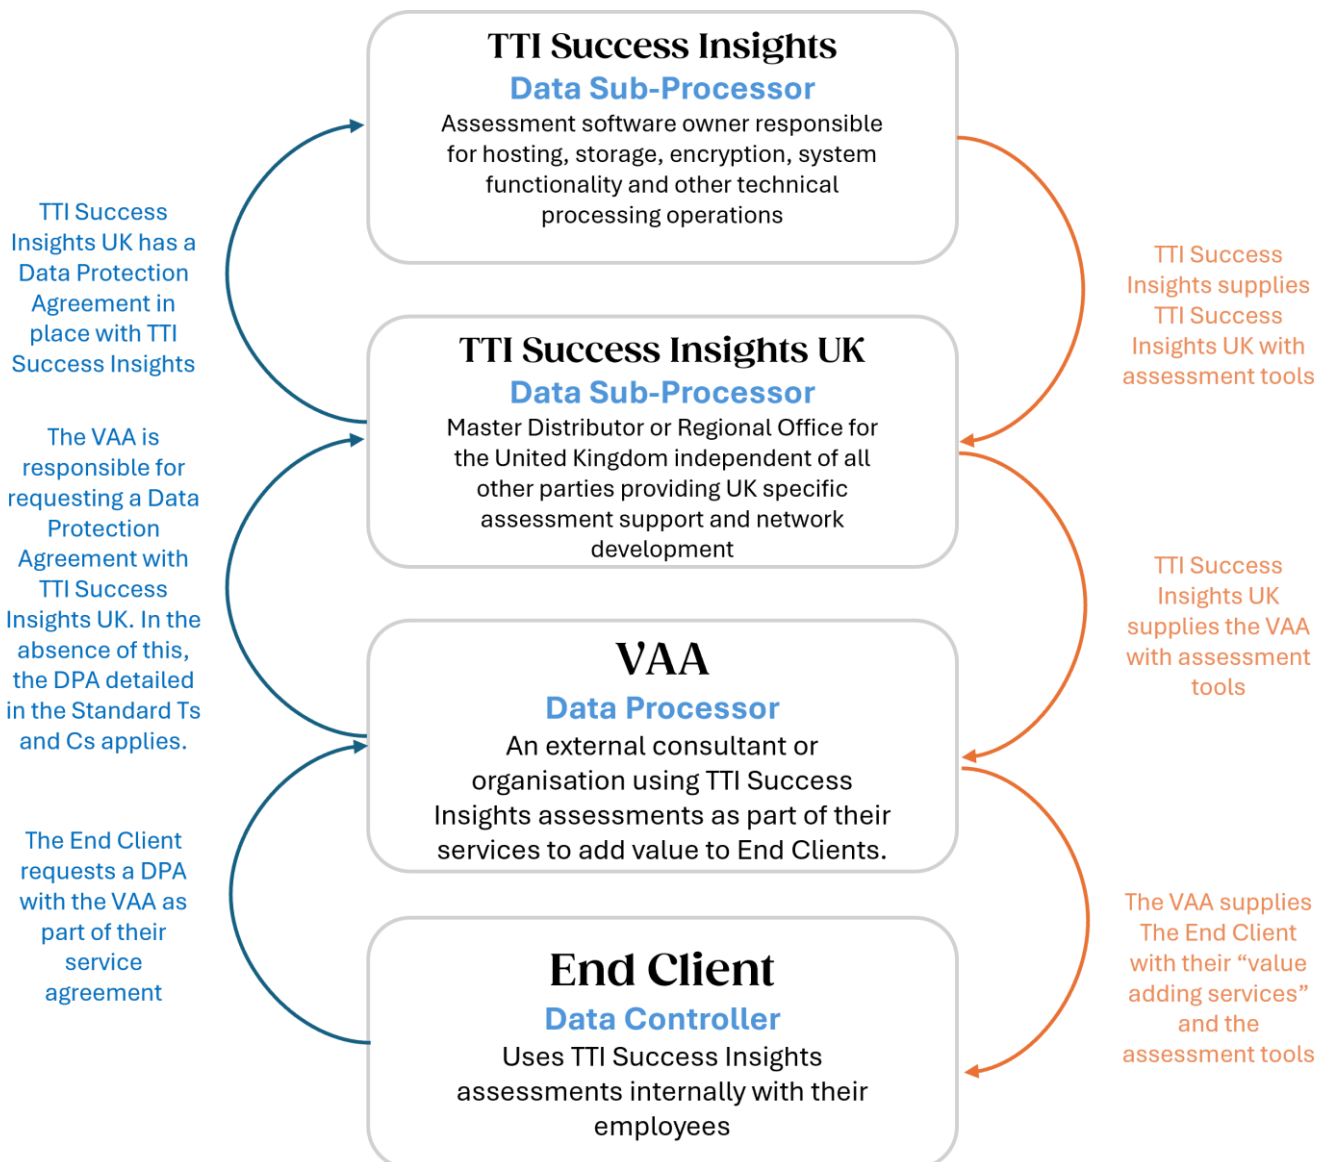 TTI Success Insights
Data Sub-Processor
Assessment software owner responsible
for hosting, storage, encryption, system
functionality and other technical
processing operations
TTI Success
Insights UK has a
Data Protection
Agreement in
place with TTI
Success Insights
TTI Success
Insights supplies
TTI Success
Insights UK with
assessment tools
TTI Success Insights UK
Data Sub-Processor
Master Distributor or Regional Office for
the United Kingdom independent of all
other parties providing UK specific
assessment support and network
development
The VAA is
responsible for
requesting a Data
Protection
Agreement with
TTI Success
Insights UK. In the
absence of this,
the DPA detailed
in the Standard Ts
and Cs applies.
TTI Success
Insights UK
supplies the VAA
with assessment
tools
VAA
Data Processor
An external consultant or
organisation using TTI Success
Insights assessments as part of their
services to add value to End Clients.
The End Client
requests a DPA
with the VAA as
part of their
service
agreement
The VAA supplies
The End Client
with their “value
adding services”
and the
assessment tools
End Client
Data Controller
Uses TTI Success Insights
assessments internally with their
employees